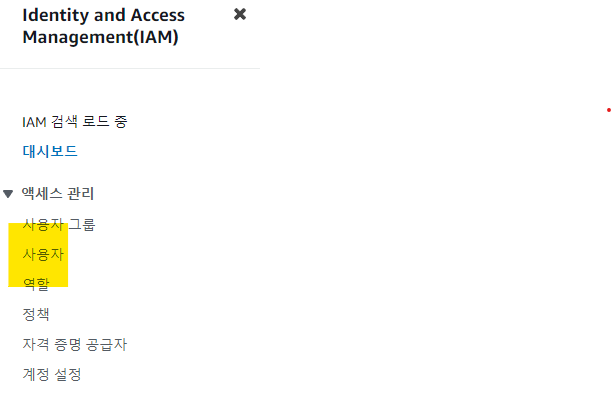 Identity and Access
Management(IAM)
IAM 검색 로드 중
대시보드
액세스 관리
사용자 그룹
사용자
역할
정책
자격 증명 공급자
계정 설정